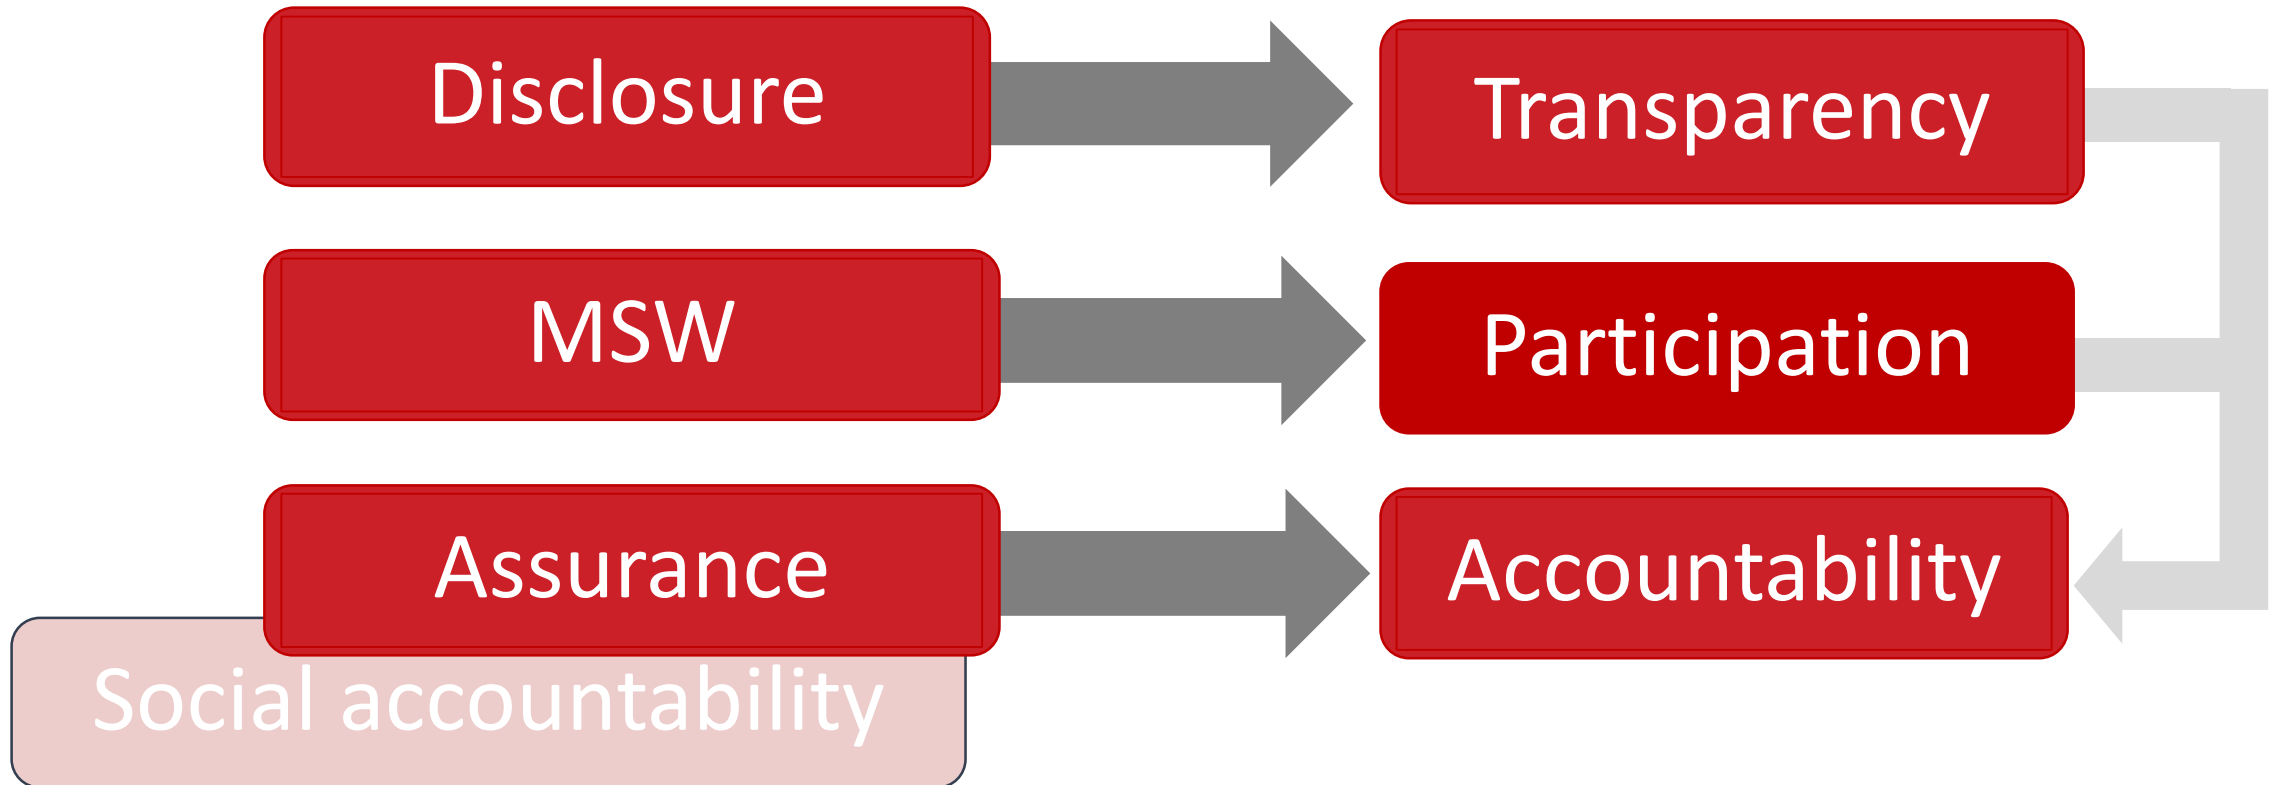 Disclosure
Transparency
MSW
Participation
Assurance
Accountability
Social accountability